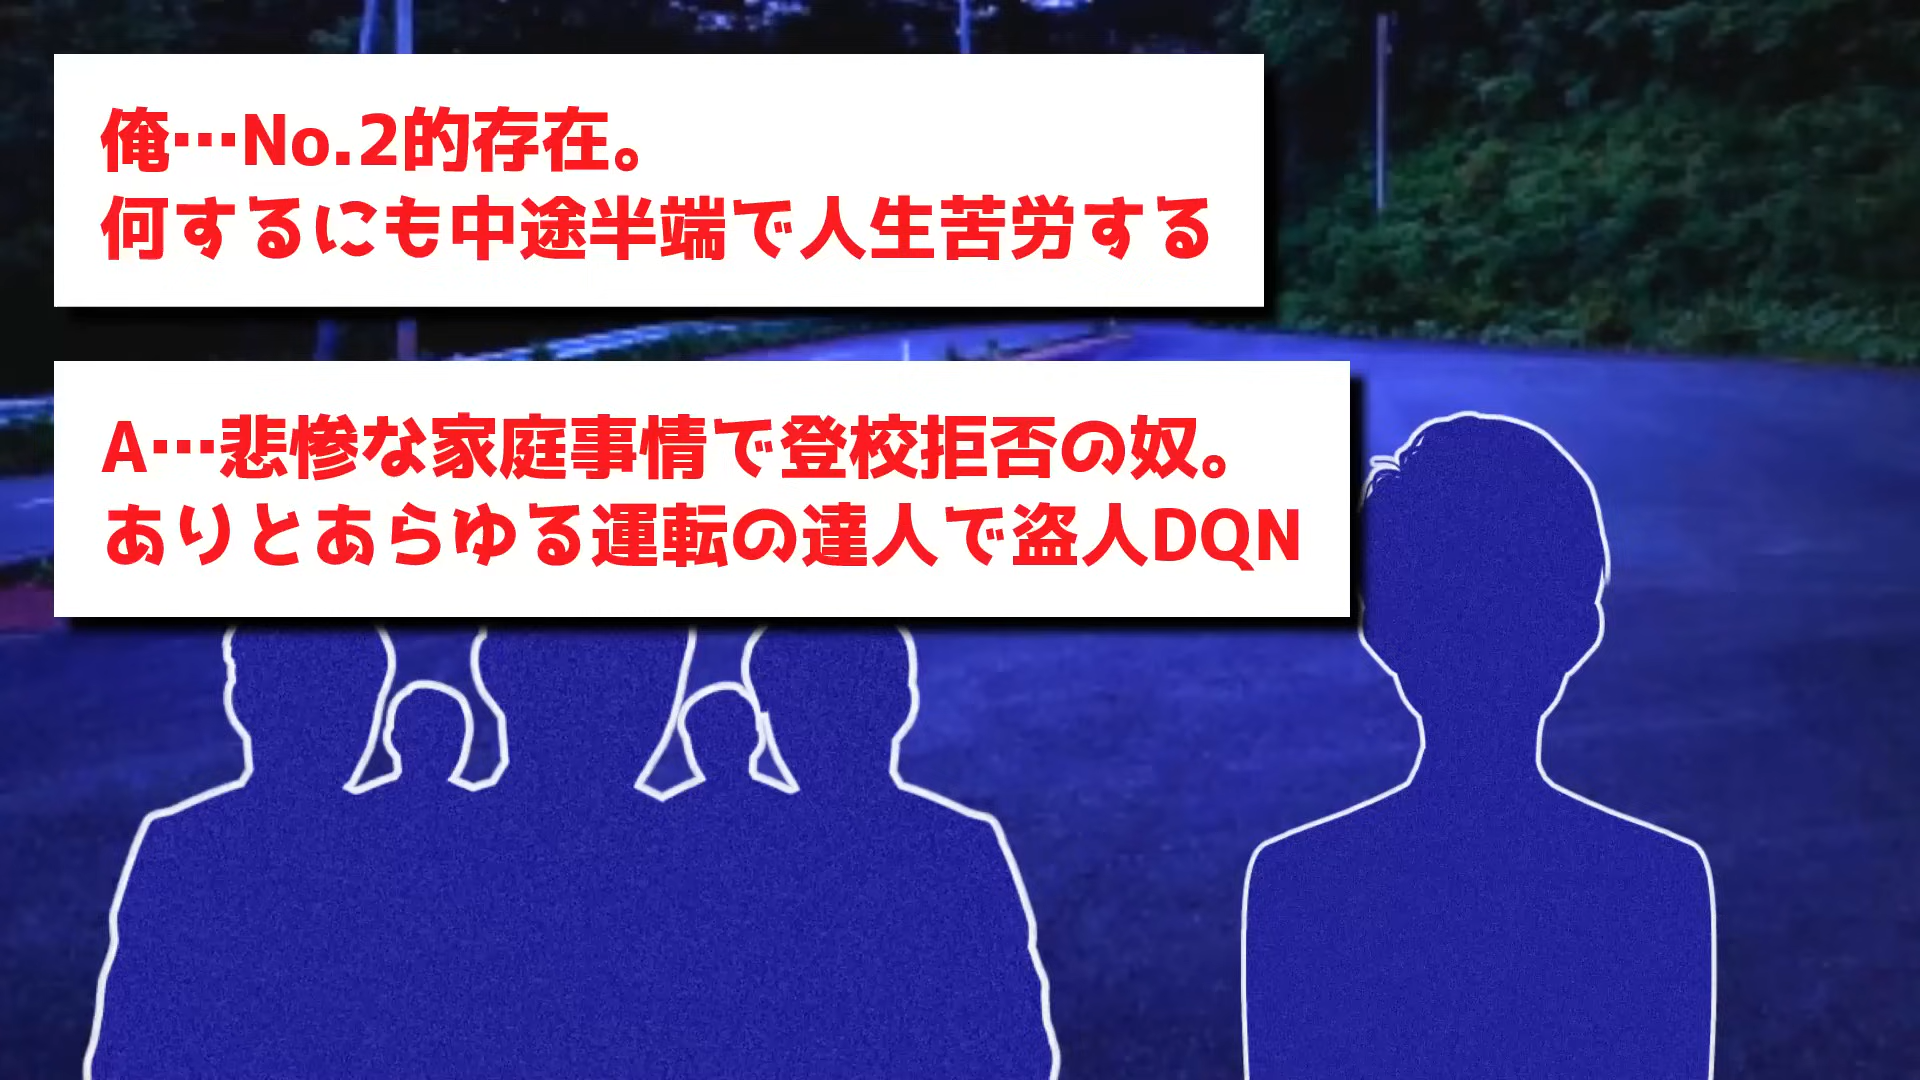 俺…No.2的存在。
何するにも中途半端で人生苦労する
A…悲惨な家庭事情で登校拒否の奴。
ありとあらゆる運転の達人で盗人DQN